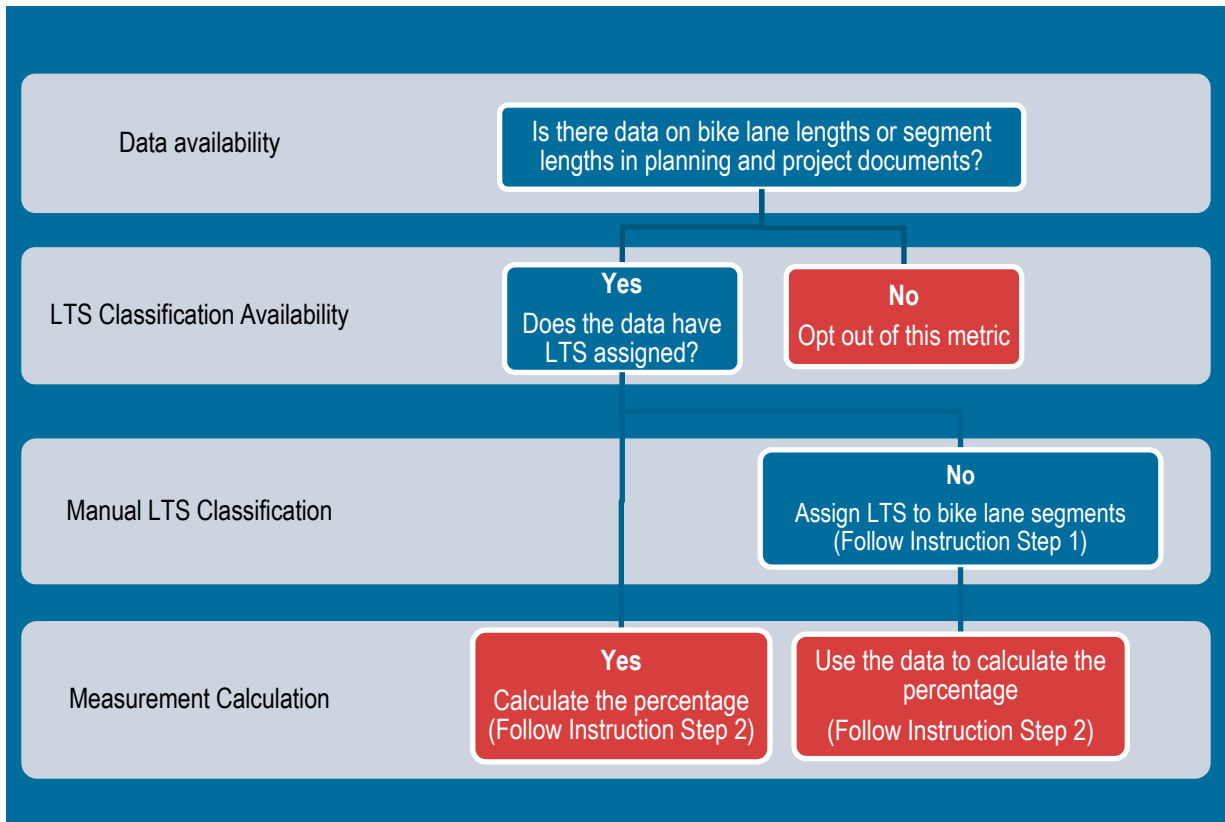 Data availability
Is there data on bike lane lengths or segment
lengths in planning and project documents?
LTS Classification Availability
Yes
Does the data have
LTS assigned?
No
Opt out of this metric
Manual LTS Classification
No
Assign LTS to bike lane segments
(Follow Instruction Step 1)
Measurement Calculation
Yes
Calculate the percentage
(Follow Instruction Step 2)
Use the data to calculate the
percentage
(Follow Instruction Step 2)